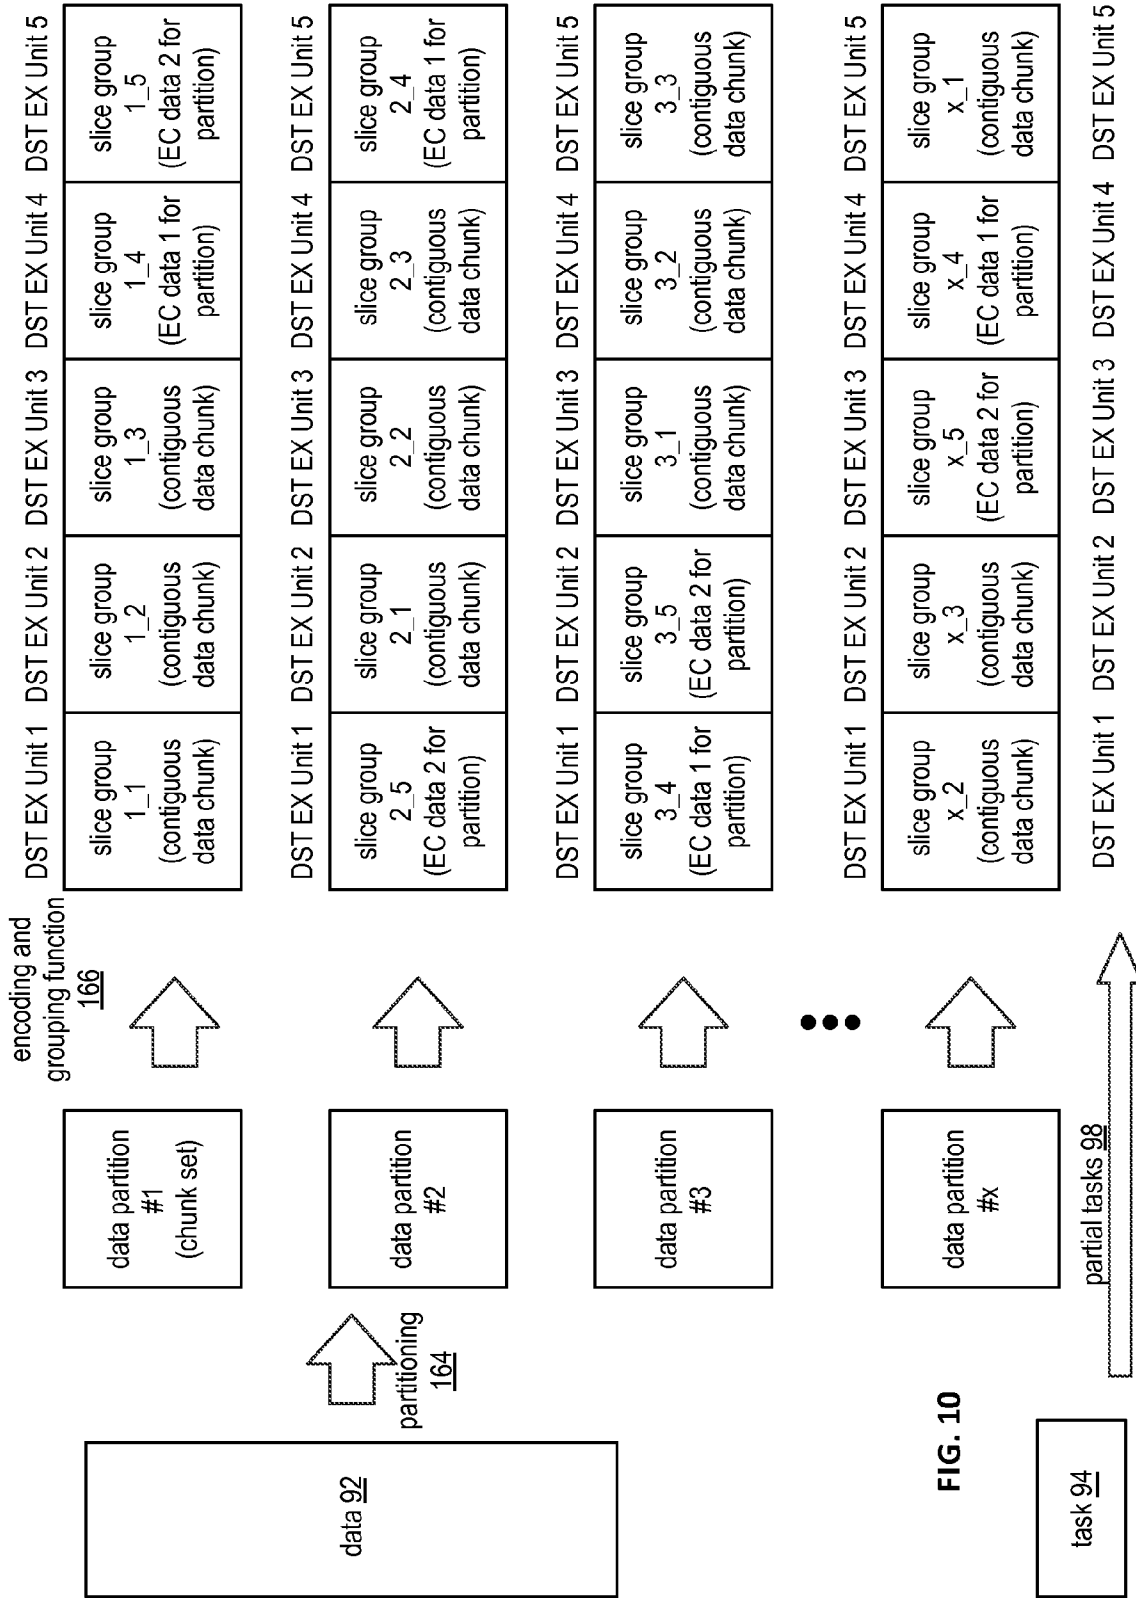 data 92
partitioning
164
data partition
#1
(chunk set)
data partition
#2
data partition
#3
data partition
#x
encoding and
grouping function
166
DST EX Unit 1
DST EX Unit 2
DST EX Unit 3
DST EX Unit 4
DST EX Unit 5
slice group
1_1
(contiguous
data chunk)
slice group
1_2
(contiguous
data chunk)
slice group
1_3
(contiguous
data chunk)
slice group
1_4
(EC data 1 for
partition)
slice group
1_5
(EC data 2 for
partition)
DST EX Unit 1
DST EX Unit 2
DST EX Unit 3
DST EX Unit 4
DST EX Unit 5
slice group
2_5
(EC data 2 for
partition)
slice group
2_1
(contiguous
data chunk)
slice group
2_2
(contiguous
data chunk)
slice group
2_3
(contiguous
data chunk)
slice group
2_4
(EC data 1 for
partition)
DST EX Unit 1
DST EX Unit 2
DST EX Unit 3
DST EX Unit 4
DST EX Unit 5
slice group
3_4
(EC data 1 for
partition)
slice group
3_5
(EC data 2 for
partition)
slice group
3_1
(contiguous
data chunk)
slice group
3_2
(contiguous
data chunk)
slice group
3_3
(contiguous
data chunk)
DST EX Unit 1
DST EX Unit 2
DST EX Unit 3
DST EX Unit 4
DST EX Unit 5
slice group
x_2
(contiguous
data chunk)
slice group
x_3
(contiguous
data chunk)
slice group
x_5
(EC data 2 for
partition)
slice group
x_4
(EC data 1 for
partition)
slice group
x_1
(contiguous
data chunk)
FIG. 10
task 94
partial tasks 98
DST EX Unit 1
DST EX Unit 2
DST EX Unit 3
DST EX Unit 4
DST EX Unit 5